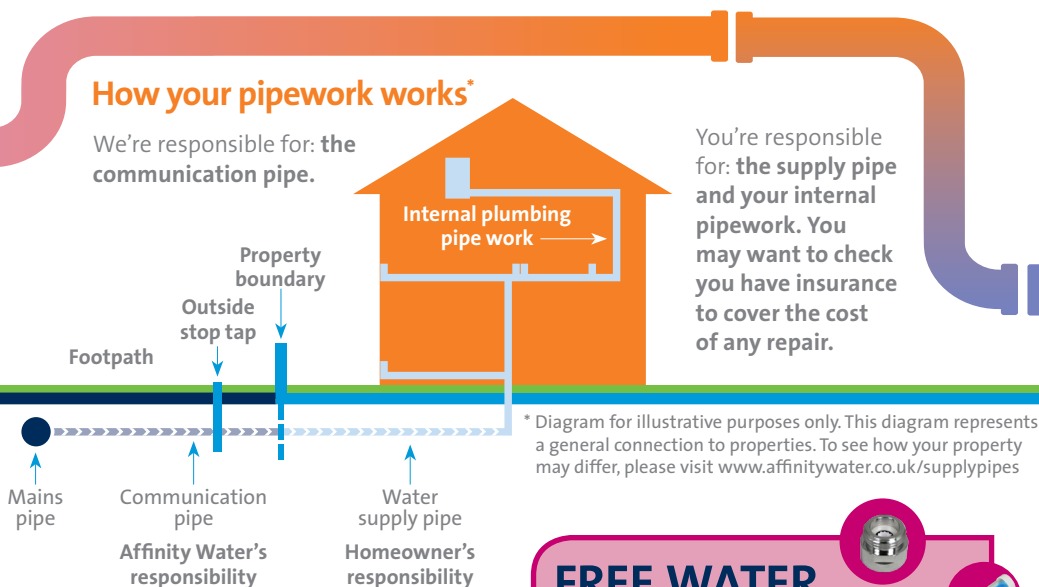 How your pipework works*
We’re responsible for: the
communication pipe.
You’re responsible
for: the supply pipe
and your internal
pipework. You
may want to check
you have insurance
to cover the cost
of any repair.
Internal plumbing
pipe work
Property
boundary
Outside
stop tap
Footpath
Mains
pipe
Communication
pipe
Affinity Water’s
responsibility
Water
supply pipe
Homeowner’s
responsibility
* Diagram for illustrative purposes only. This diagram represents
a general connection to properties. To see how your property
may differ, please visit www.affinitywater.co.uk/supplypipes
FREE WATER